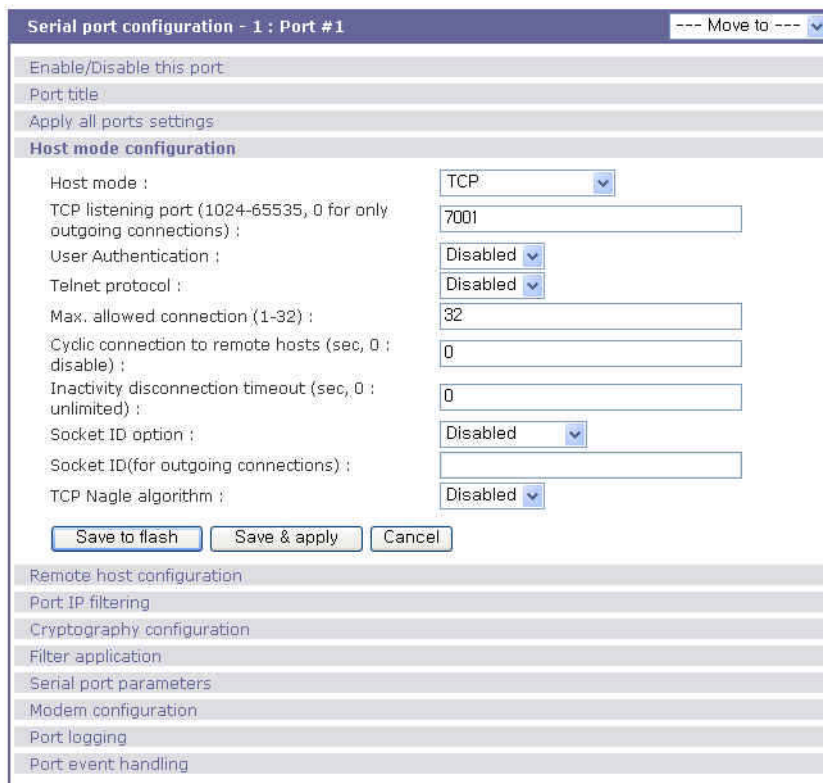 Serial port configuration - 1 : Port #1
--- Move to ---
Enable/Disable this port
Port title
Apply all ports settings
Host mode configuration
Host mode :
TCP
TCP listening port (1024-65535, 0 for only
outgoing connections) :
7001
User Authentication :
Disabled
Telnet protocol :
Disabled
Max. allowed connection (1-32) :
32
Cyclic connection to remote hosts (sec, 0 :
disable) :
0
Inactivity disconnection timeout (sec, 0 :
unlimited) :
0
Socket ID option :
Disabled
Socket ID(for outgoing connections) :
TCP Nagle algorithm :
Disabled
Save to flash
Save & apply
Cancel
Remote host configuration
Port IP filtering
Cryptography configuration
Filter application
Serial port parameters
Modem configuration
Port logging
Port event handling